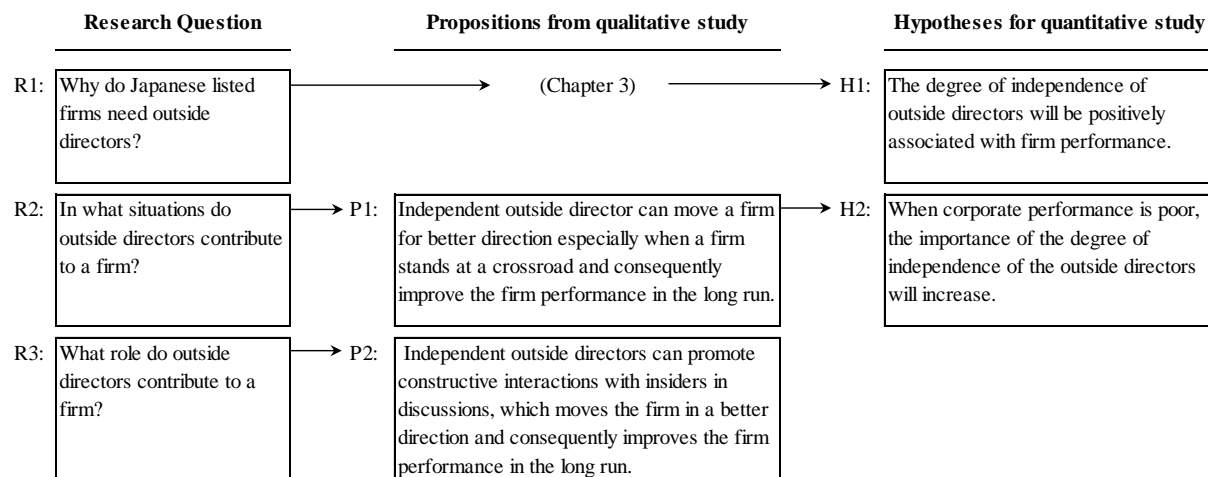 Research Question
Propositions from qualitative study
Hypotheses for quantitative study
R1:
Why do Japanese listed
firms need outside
directors?
(Chapter 3)
H1:
The degree of independence of
outside directors will be positively
associated with firm performance.
R2:
In what situations do
outside directors contribute
to a firm?
P1:
Independent outside director can move a firm
for better direction especially when a firm
stands at a crossroad and consequently
improve the firm performance in the long run.
H2:
When corporate performance is poor,
the importance of the degree of
independence of the outside directors
will increase.
R3:
What role do outside
directors contribute to a
firm?
P2:
Independent outside directors can promote
constructive interactions with insiders in
discussions, which moves the firm in a better
direction and consequently improves the firm
performance in the long run.